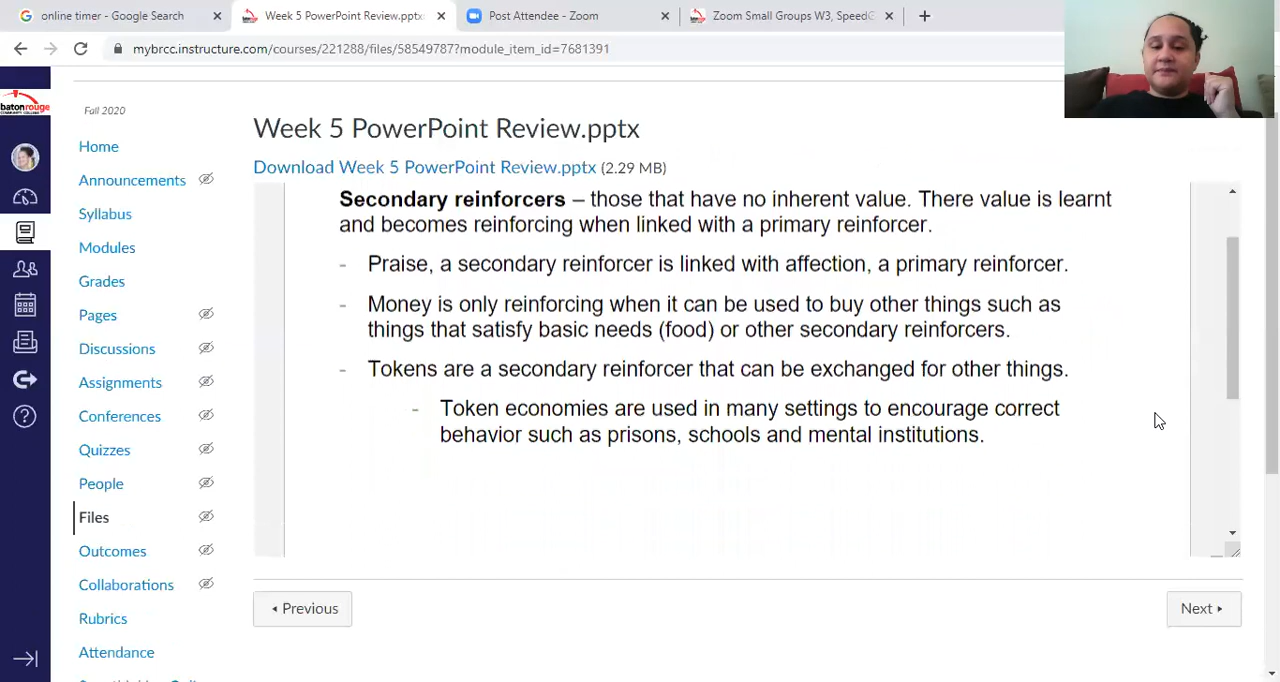 online timer - Google Search
Week 5 PowerPoint Review.pptx
Post Attendee - Zoom
Zoom Small Groups W3, SpeedG
mybrcc.instructure.com/courses/221288/files/58549787?module_item_id=7681391
batonrouge
Fall 2020
Home
Announcements
Syllabus
Modules
Grades
Pages
Discussions
Assignments
Conferences
Quizzes
People
Files
Outcomes
Collaborations
Rubrics
Attendance
Week 5 PowerPoint Review.pptx
Download Week 5 PowerPoint Review.pptx (2.29 MB)
Secondary reinforcers – those that have no inherent value. There value is learnt
and becomes reinforcing when linked with a primary reinforcer.
- Praise, a secondary reinforcer is linked with affection, a primary reinforcer.
- Money is only reinforcing when it can be used to buy other things such as
things that satisfy basic needs (food) or other secondary reinforcers.
- Tokens are a secondary reinforcer that can be exchanged for other things.
- Token economies are used in many settings to encourage correct
behavior such as prisons, schools and mental institutions.
Previous
Next